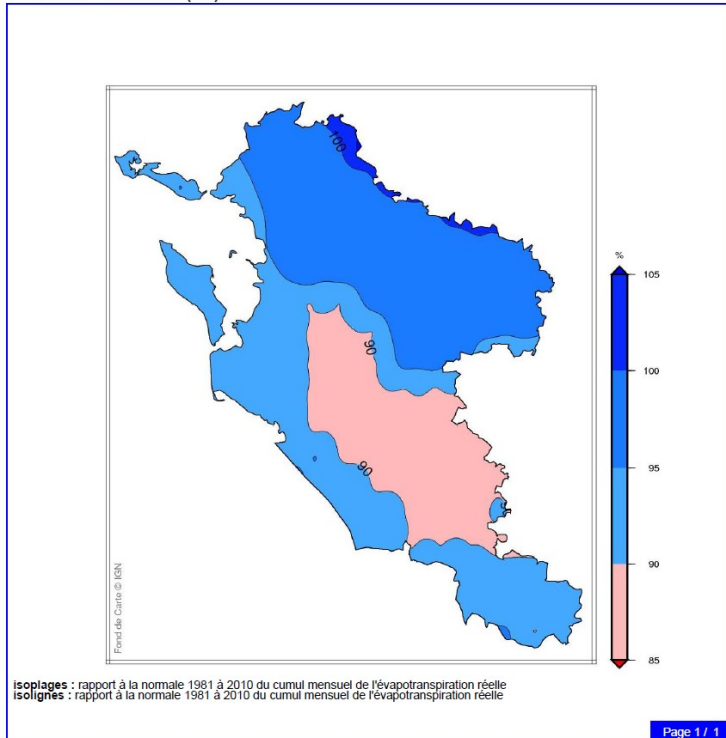 100
90
90
%
105
100
95
90
85
Fond de Carte © IGN
isoplages : rapport à la normale 1981 à 2010 du cumul mensuel de l'évapotranspiration réelle
isolignes : rapport à la normale 1981 à 2010 du cumul mensuel de l'évapotranspiration réelle
Page 1 / 1